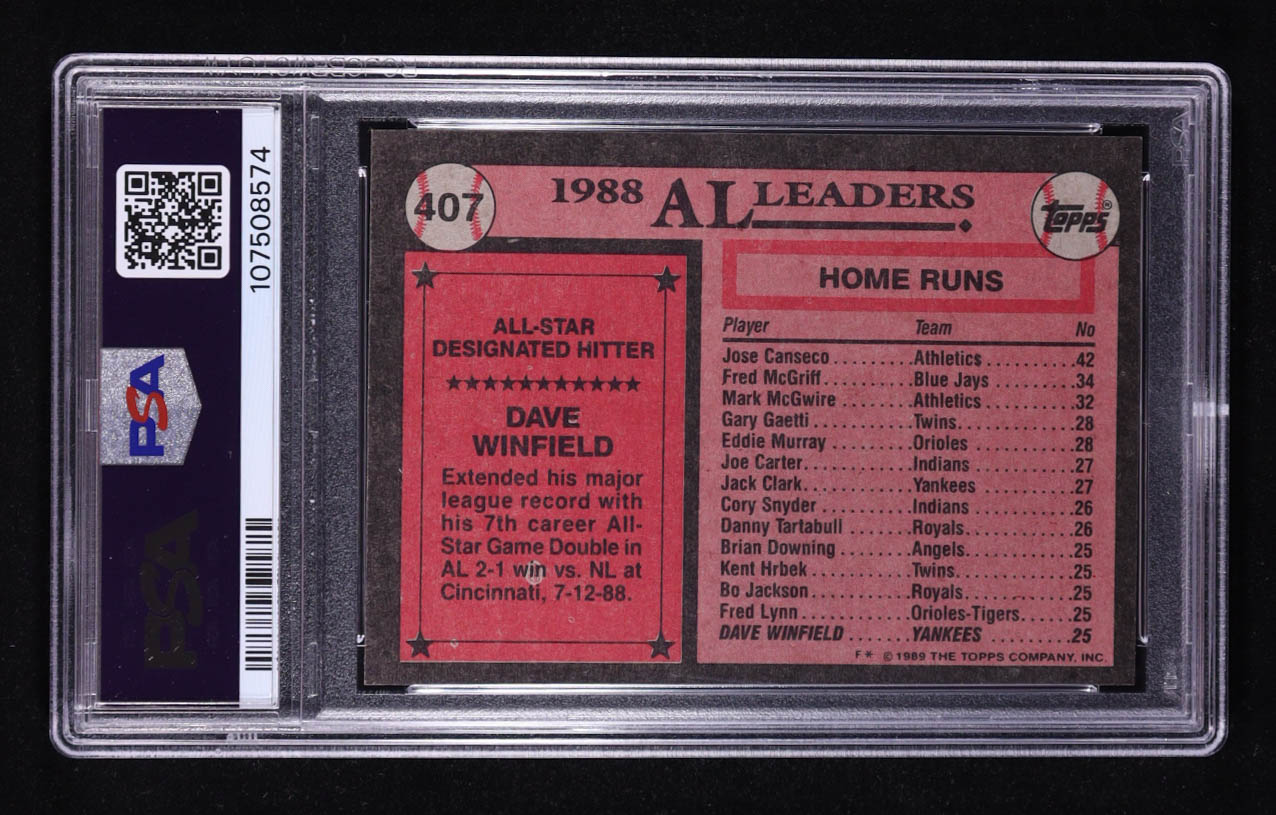 PSA
107508574
PSA
407
1988 AL LEADERS
topps®
ALL-STAR
DESIGNATED HITTER
DAVE
WINFIELD
Extended his major
league record with
his 7th career All-
Star Game Double in
AL 2-1 win vs. NL at
Cincinnati, 7-12-88.
HOME RUNS
Player Team No
Jose Canseco ......... Athletics ......... 42
Fred McGriff ......... Blue Jays ......... 34
Mark McGwire ......... Athletics ......... 32
Gary Gaetti ......... Twins ......... 28
Eddie Murray ......... Orioles ......... 28
Joe Carter ......... Indians ......... 27
Jack Clark ......... Yankees ......... 27
Cory Snyder ......... Indians ......... 26
Danny Tartabull ......... Royals ......... 26
Brian Downing ......... Angels ......... 25
Kent Hrbek ......... Twins ......... 25
Bo Jackson ......... Royals ......... 25
Fred Lynn ......... Orioles-Tigers ......... 25
DAVE WINFIELD ......... YANKEES ......... 25
F* © 1989 THE TOPPS COMPANY, INC.